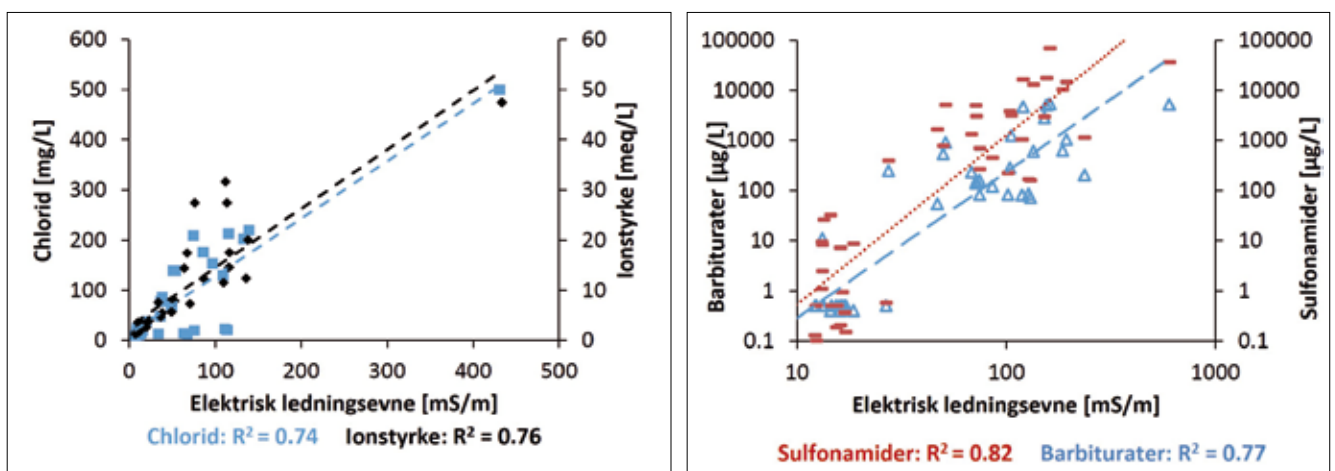 600
500
400
300
200
100
0
Chlorid [mg/L]
60
50
40
30
20
10
0
Ionstyrke [meq/L]
0 100 200 300 400 500
Elektrisk ledningsevne [mS/m]
Chlorid: R² = 0.74 Ionstyrke: R² = 0.76
100000
10000
1000
100
10
1
0.1
Barbiturater [µg/L]
100000
10000
1000
100
10
1
0.1
Sulfonamider [µg/L]
10 100 1000
Elektrisk ledningsevne [mS/m]
Sulfonamider: R² = 0.82 Barbiturater: R² = 0.77